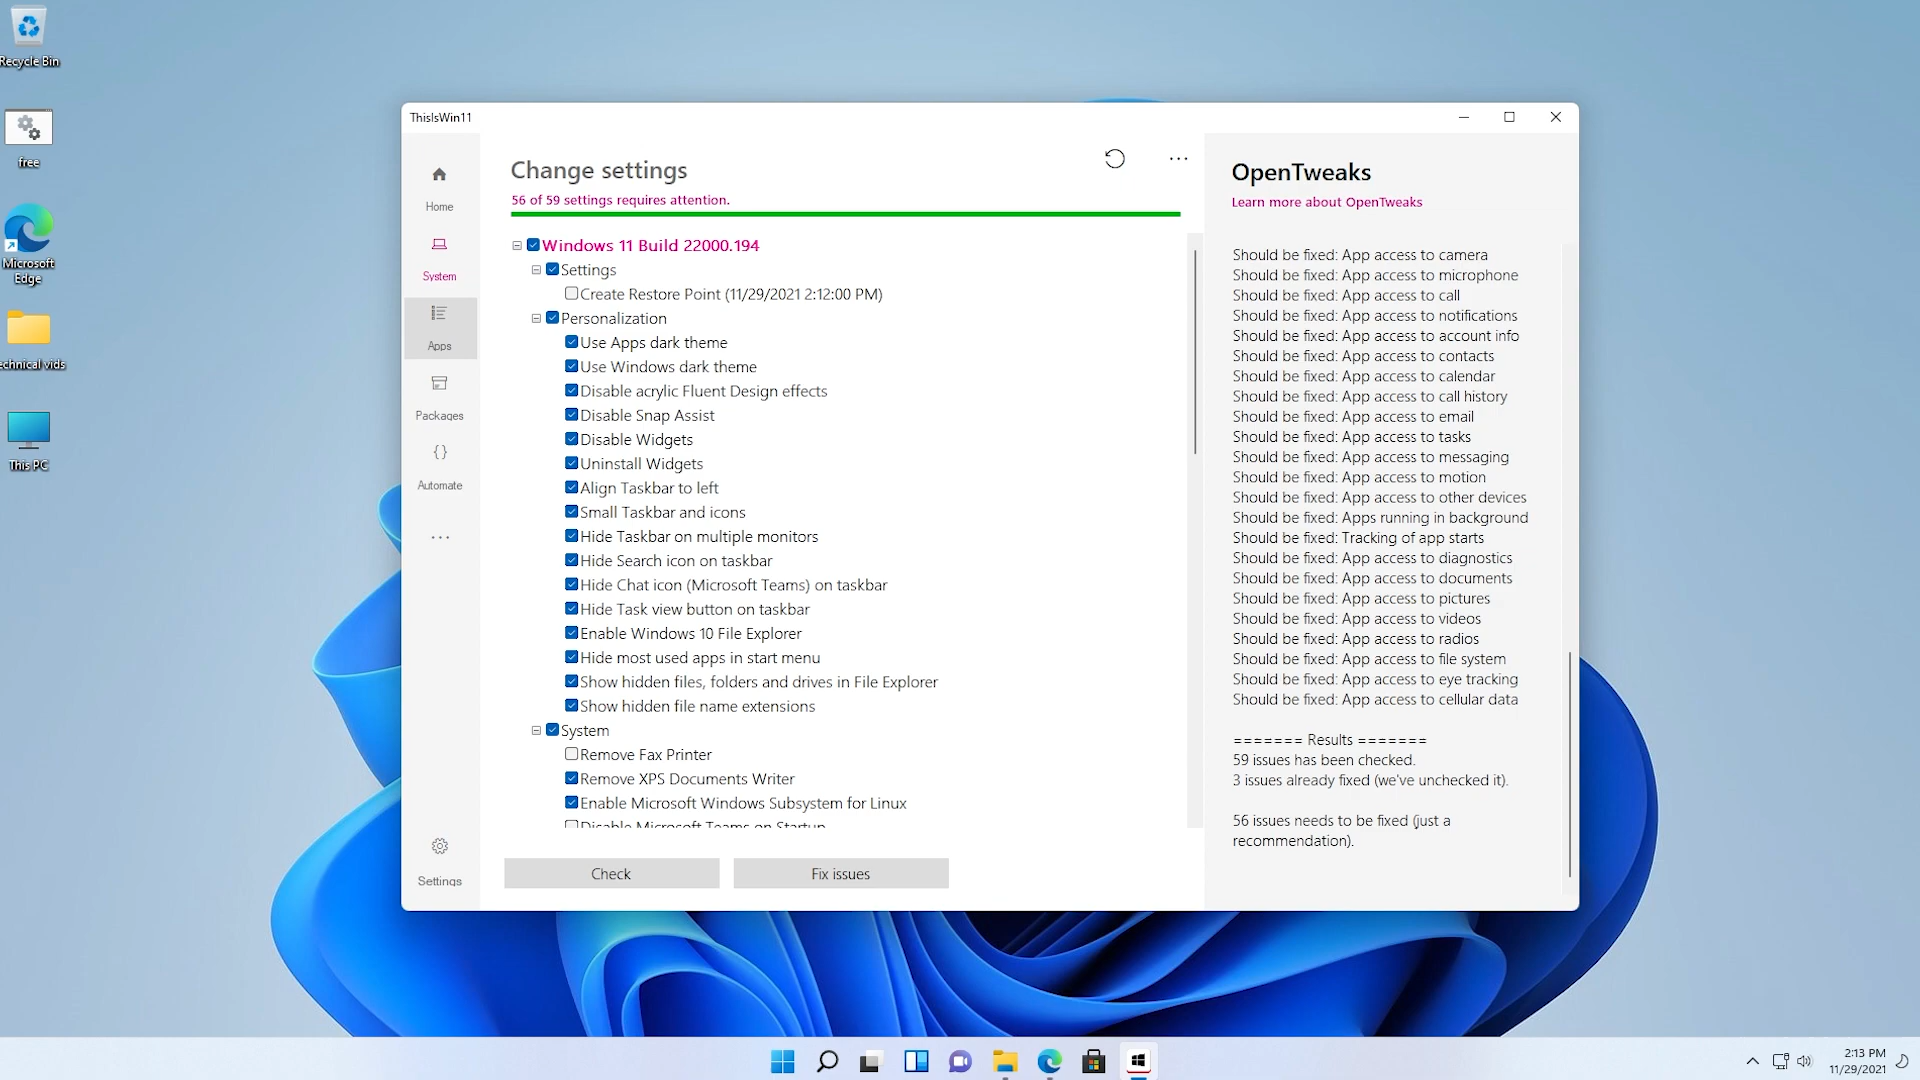 Recycle Bin
free
Microsoft
Edge
echnical vids
This PC
ThisIsWin11
Home
System
Apps
Packages
{}
Automate
...
Settings
Change settings
...
56 of 59 settings requires attention.
Windows 11 Build 22000.194
Settings
Create Restore Point (11/29/2021 2:12:00 PM)
Personalization
Use Apps dark theme
Use Windows dark theme
Disable acrylic Fluent Design effects
Disable Snap Assist
Disable Widgets
Uninstall Widgets
Align Taskbar to left
Small Taskbar and icons
Hide Taskbar on multiple monitors
Hide Search icon on taskbar
Hide Chat icon (Microsoft Teams) on taskbar
Hide Task view button on taskbar
Enable Windows 10 File Explorer
Hide most used apps in start menu
Show hidden files, folders and drives in File Explorer
Show hidden file name extensions
System
Remove Fax Printer
Remove XPS Documents Writer
Enable Microsoft Windows Subsystem for Linux
Disable Microsoft Teams on Startup
Check
Fix issues
OpenTweaks
Learn more about OpenTweaks
Should be fixed: App access to camera
Should be fixed: App access to microphone
Should be fixed: App access to call
Should be fixed: App access to notifications
Should be fixed: App access to account info
Should be fixed: App access to contacts
Should be fixed: App access to calendar
Should be fixed: App access to call history
Should be fixed: App access to email
Should be fixed: App access to tasks
Should be fixed: App access to messaging
Should be fixed: App access to motion
Should be fixed: App access to other devices
Should be fixed: Apps running in background
Should be fixed: Tracking of app starts
Should be fixed: App access to diagnostics
Should be fixed: App access to documents
Should be fixed: App access to pictures
Should be fixed: App access to videos
Should be fixed: App access to radios
Should be fixed: App access to file system
Should be fixed: App access to eye tracking
Should be fixed: App access to cellular data
======= Results =======
59 issues has been checked.
3 issues already fixed (we've unchecked it).
56 issues needs to be fixed (just a
recommendation).
2:13 PM
11/29/2021